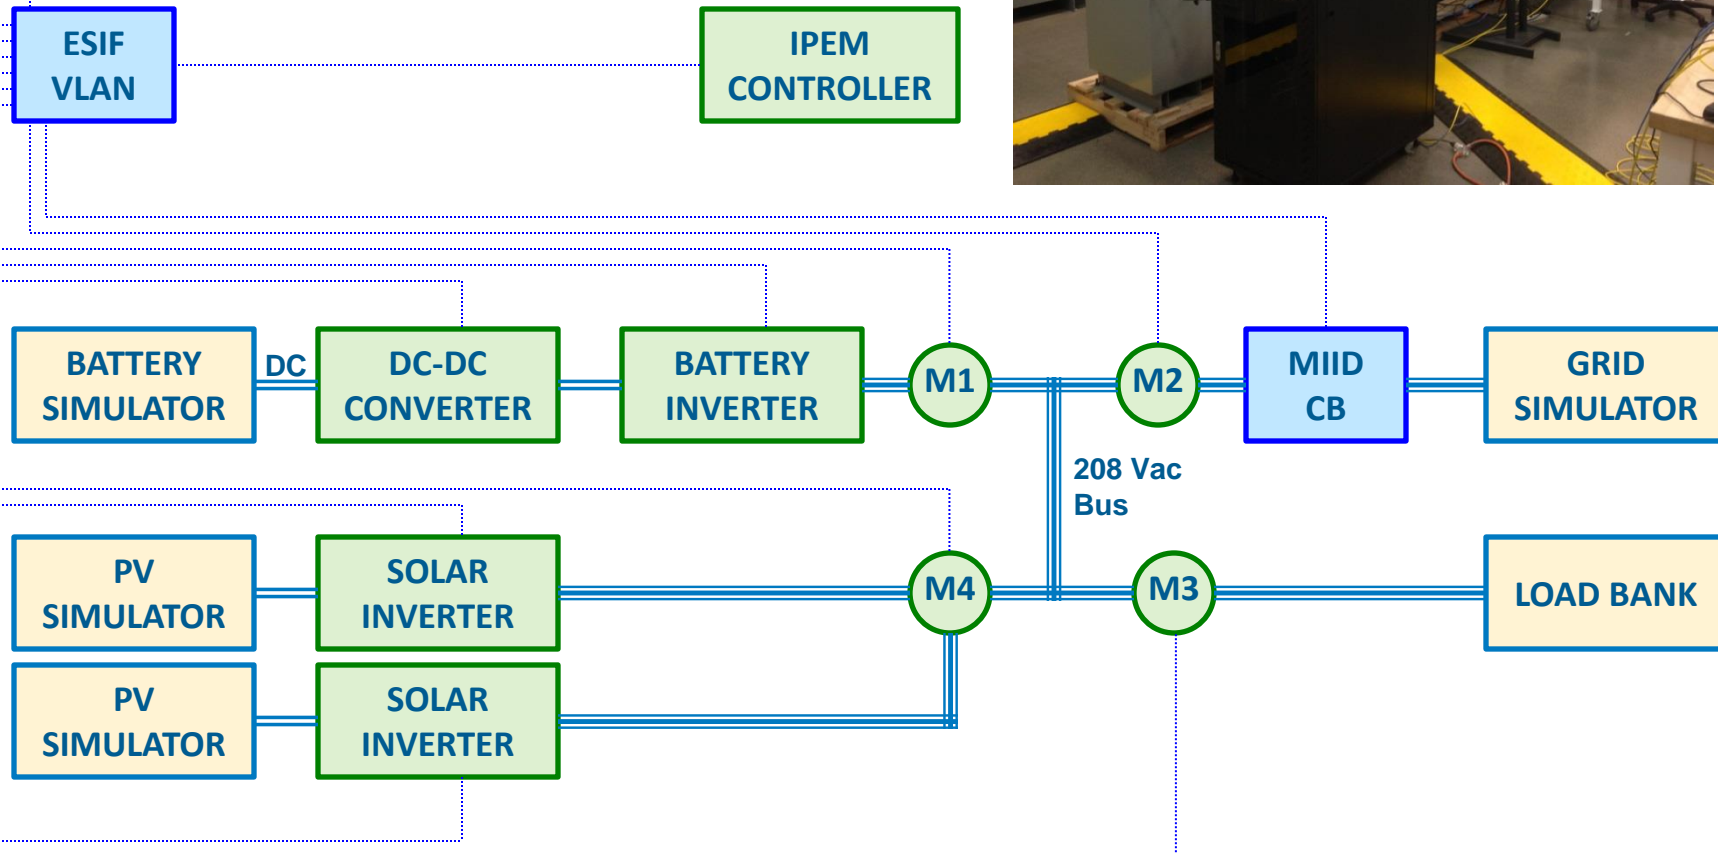 ESIF
VLAN
IPEM
CONTROLLER
BATTERY
SIMULATOR
DC
DC-DC
CONVERTER
BATTERY
INVERTER
M1
M2
MIID
CB
GRID
SIMULATOR
208 Vac
Bus
PV
SIMULATOR
SOLAR
INVERTER
M4
M3
LOAD BANK
PV
SIMULATOR
SOLAR
INVERTER